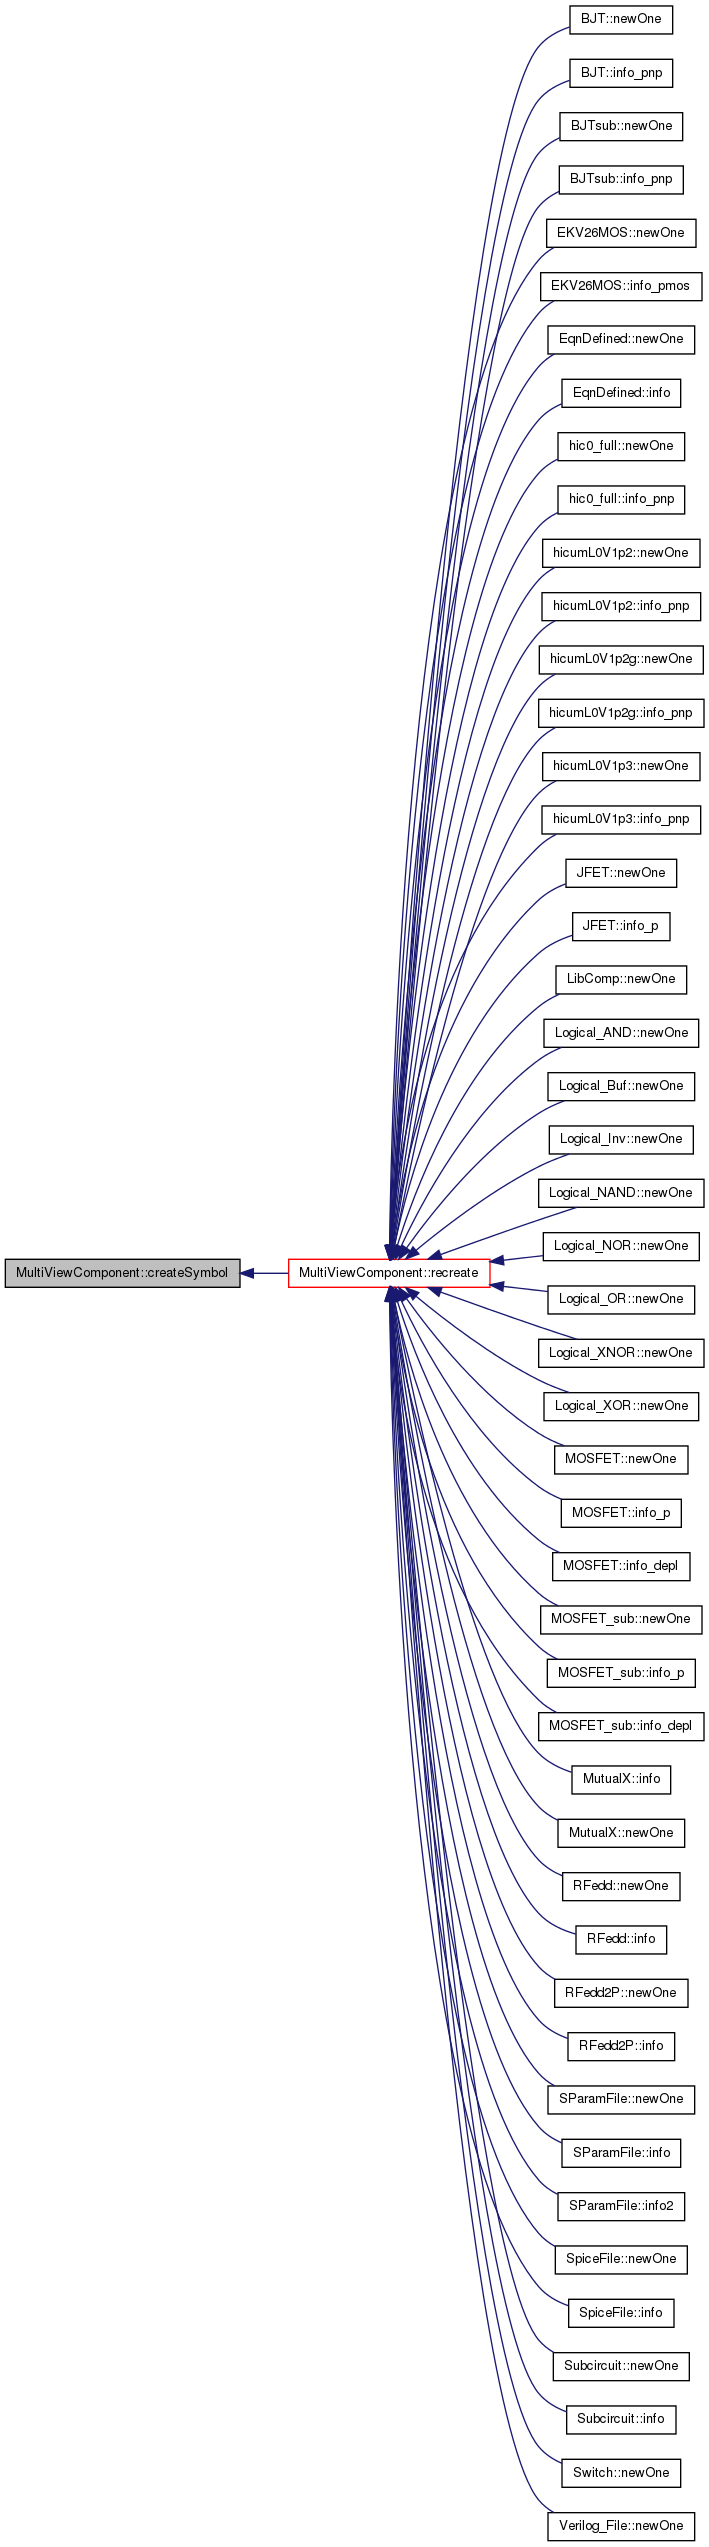 BJT::newOne
BJT::info_pnp
BJTsub::newOne
BJTsub::info_pnp
EKV26MOS::newOne
EKV26MOS::info_pmos
EqnDefined::newOne
EqnDefined::info
hic0_full::newOne
hic0_full::info_pnp
hicumL0V1p2::newOne
hicumL0V1p2::info_pnp
hicumL0V1p2g::newOne
hicumL0V1p2g::info_pnp
hicumL0V1p3::newOne
hicumL0V1p3::info_pnp
JFET::newOne
JFET::info_p
LibComp::newOne
Logical_AND::newOne
Logical_Buf::newOne
Logical_Inv::newOne
Logical_NAND::newOne
Logical_NOR::newOne
MultiViewComponent::createSymbol
MultiViewComponent::recreate
Logical_OR::newOne
Logical_XNOR::newOne
Logical_XOR::newOne
MOSFET::newOne
MOSFET::info_p
MOSFET::info_depl
MOSFET_sub::newOne
MOSFET_sub::info_p
MOSFET_sub::info_depl
MutualX::info
MutualX::newOne
RFedd::newOne
RFedd::info
RFedd2P::newOne
RFedd2P::info
SParamFile::newOne
SParamFile::info
SParamFile::info2
SpiceFile::newOne
SpiceFile::info
Subcircuit::newOne
Subcircuit::info
Switch::newOne
Verilog_File::newOne